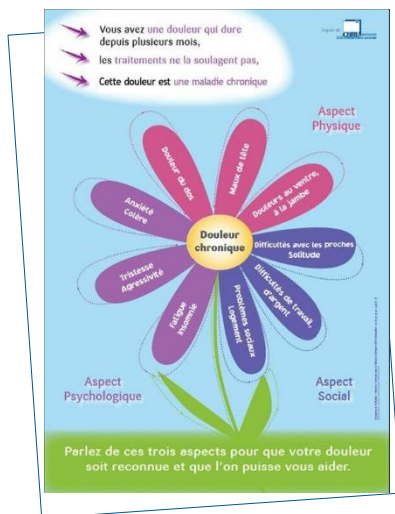 Vous avez une douleur qui dure
depuis plusieurs mois,
les traitements ne la soulagent pas,
Cette douleur est une maladie chronique
CHRU
Aspect
Physique
Douleur du dos
Maux de tête
Douleurs au ventre,
à la jambe
Anxiété
Colère
Douleur
chronique
Difficultés avec les proches
Solitude
Tristesse
Agressivité
Difficultés de travail,
d'argent
Fatigue
insomnie
Problèmes sociaux
Logement
Aspect
Psychologique
Aspect
Social
Parlez de ces trois aspects pour que votre douleur
soit reconnue et que l'on puisse vous aider.